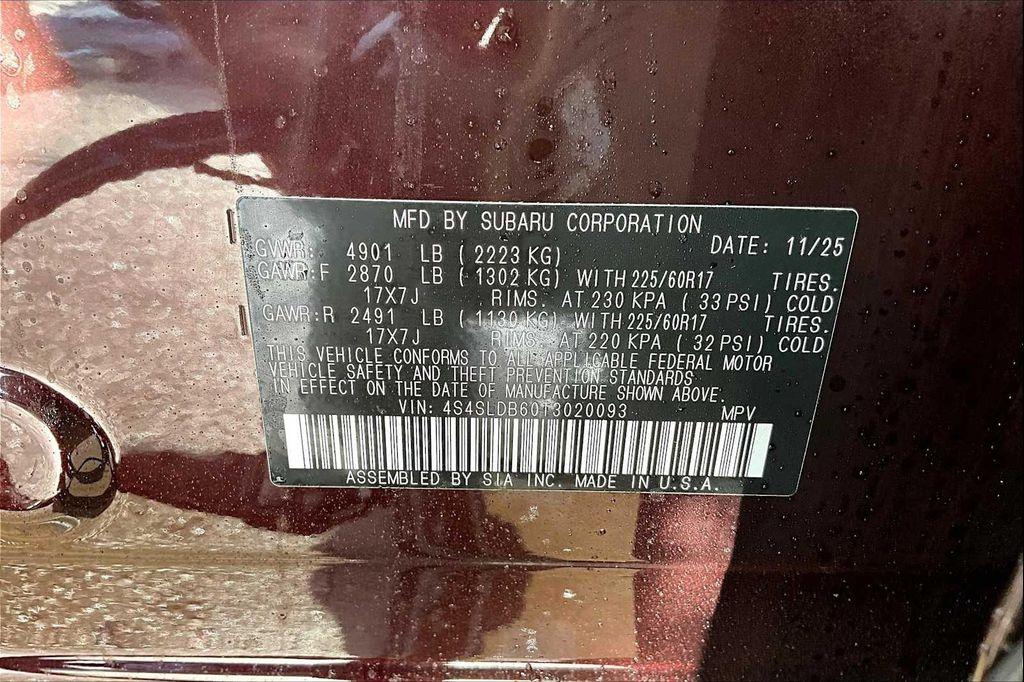 MFD. BY SUBARU CORPORATION
GVWR: 4901 LB (2223 KG) DATE: 11/25
GAWR:F 2870 LB (1302 KG) WITH 225/60R17 TIRES.
17X7J RIMS. AT 230 KPA (33 PSI) COLD
GAWR:R 2491 LB (1130 KG) WITH 225/60R17 TIRES.
17X7J RIMS. AT 220 KPA (32 PSI) COLD
THIS VEHICLE CONFORMS TO ALL APPLICABLE FEDERAL MOTOR
VEHICLE SAFETY AND THEFT PREVENTION STANDARDS
IN EFFECT ON THE DATE OF MANUFACTURE SHOWN ABOVE.
VIN: 4S4SLDB60T3020093 MPV
ASSEMBLED BY SIA INC. MADE IN U.S.A.